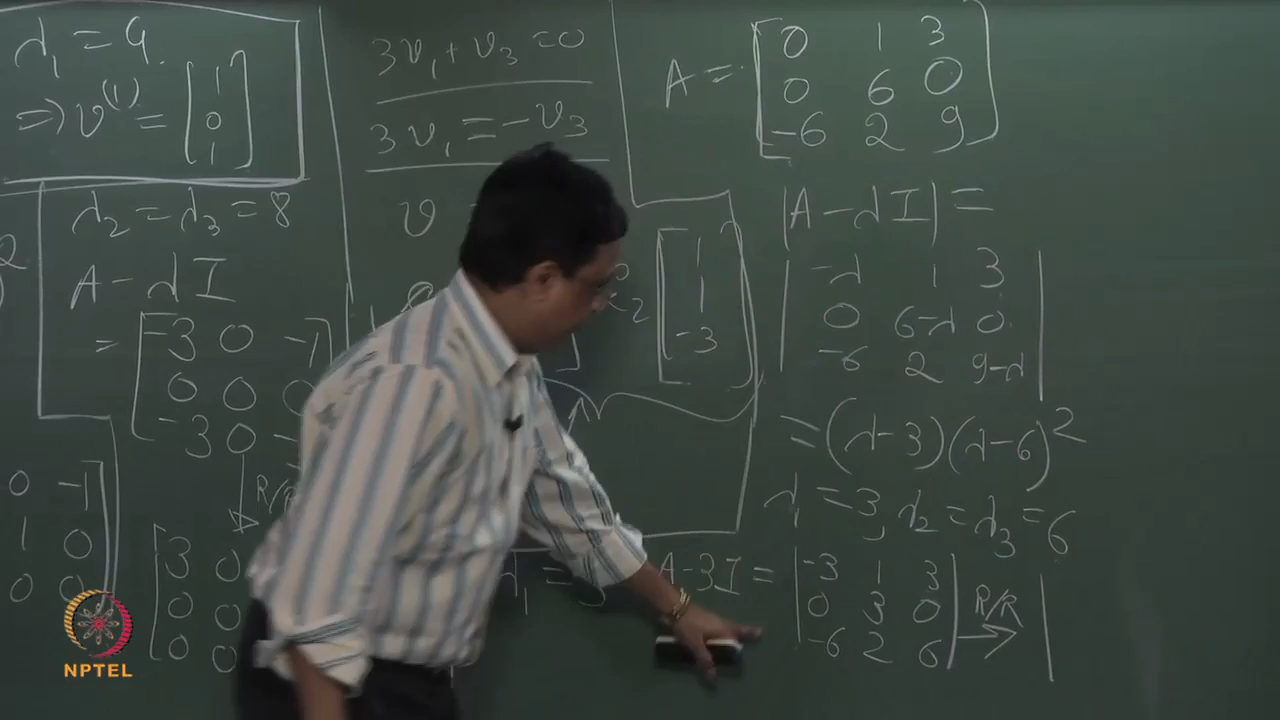 λ₁ = 9.
⇒ v⁽¹⁾ = [1 0 1]
λ₂ = λ₃ = 8
A - λI
= [-3 0 -1
0 0 0
-3 0 -
R/R
3 0
0 0
0 0
0 -1
1 0
0 0
3v₁ + v₃ = 0
3v₁ = -v₃
v
2 [1 1 -3]
λ₁ = 3
A = [0 1 3
0 6 0
-6 2 9]
|A - λI| =
|-λ 1 3
0 6-λ 0
-6 2 9-λ|
= (λ-3)(λ-6)²
λ₁ = 3, λ₂ = λ₃ = 6
A-3I = |-3 1 3
0 3 0
-6 2 6| R/R → |
NPTEL